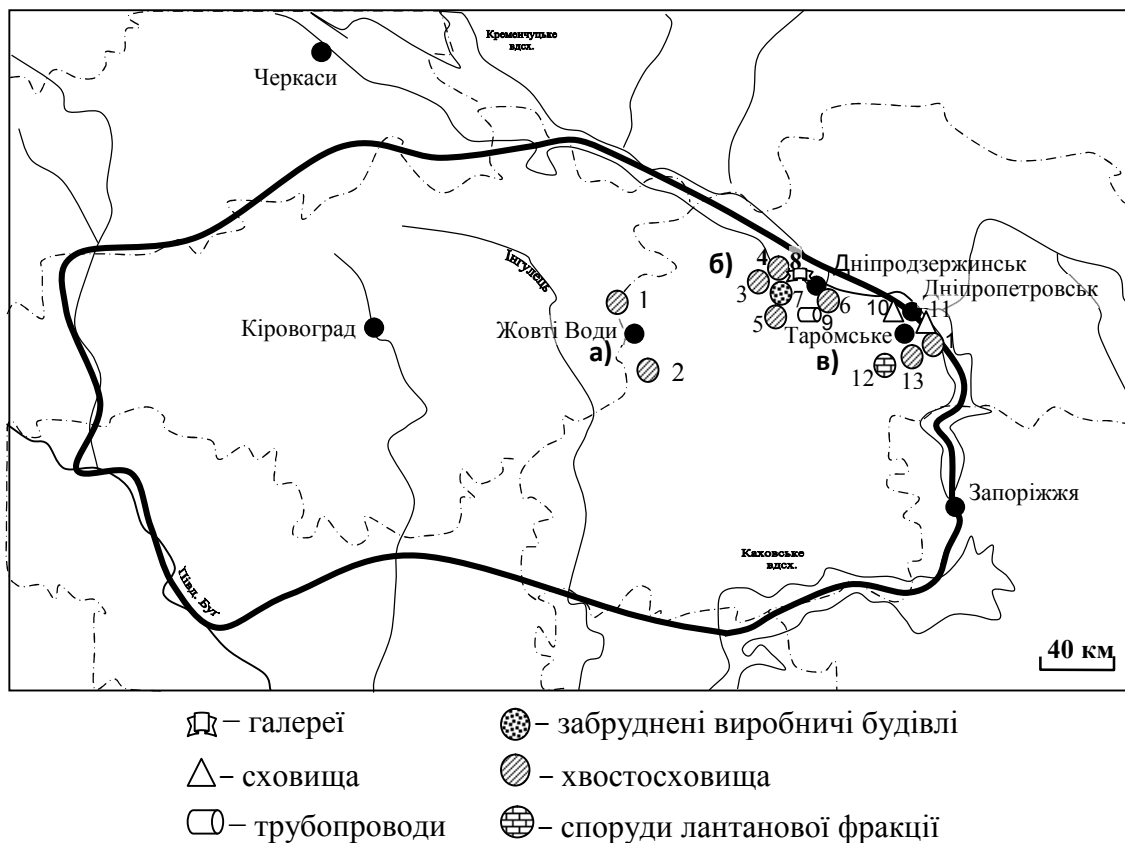 Кременчуцьке
вдсх.
Черкаси
Інгулець
б)
4
8
Дніпродзержинськ
3
7
6
Дніпропетровськ
1
5
9
10
11
Кіровоград
Жовті Води
Таромське
1
а)
2
в)
12
13
Запоріжжя
Каховське
вдсх.
Півд. Буг
40 км
– галереї
– забруднені виробничі будівлі
– сховища
– хвостосховища
– трубопроводи
– споруди лантанової фракції